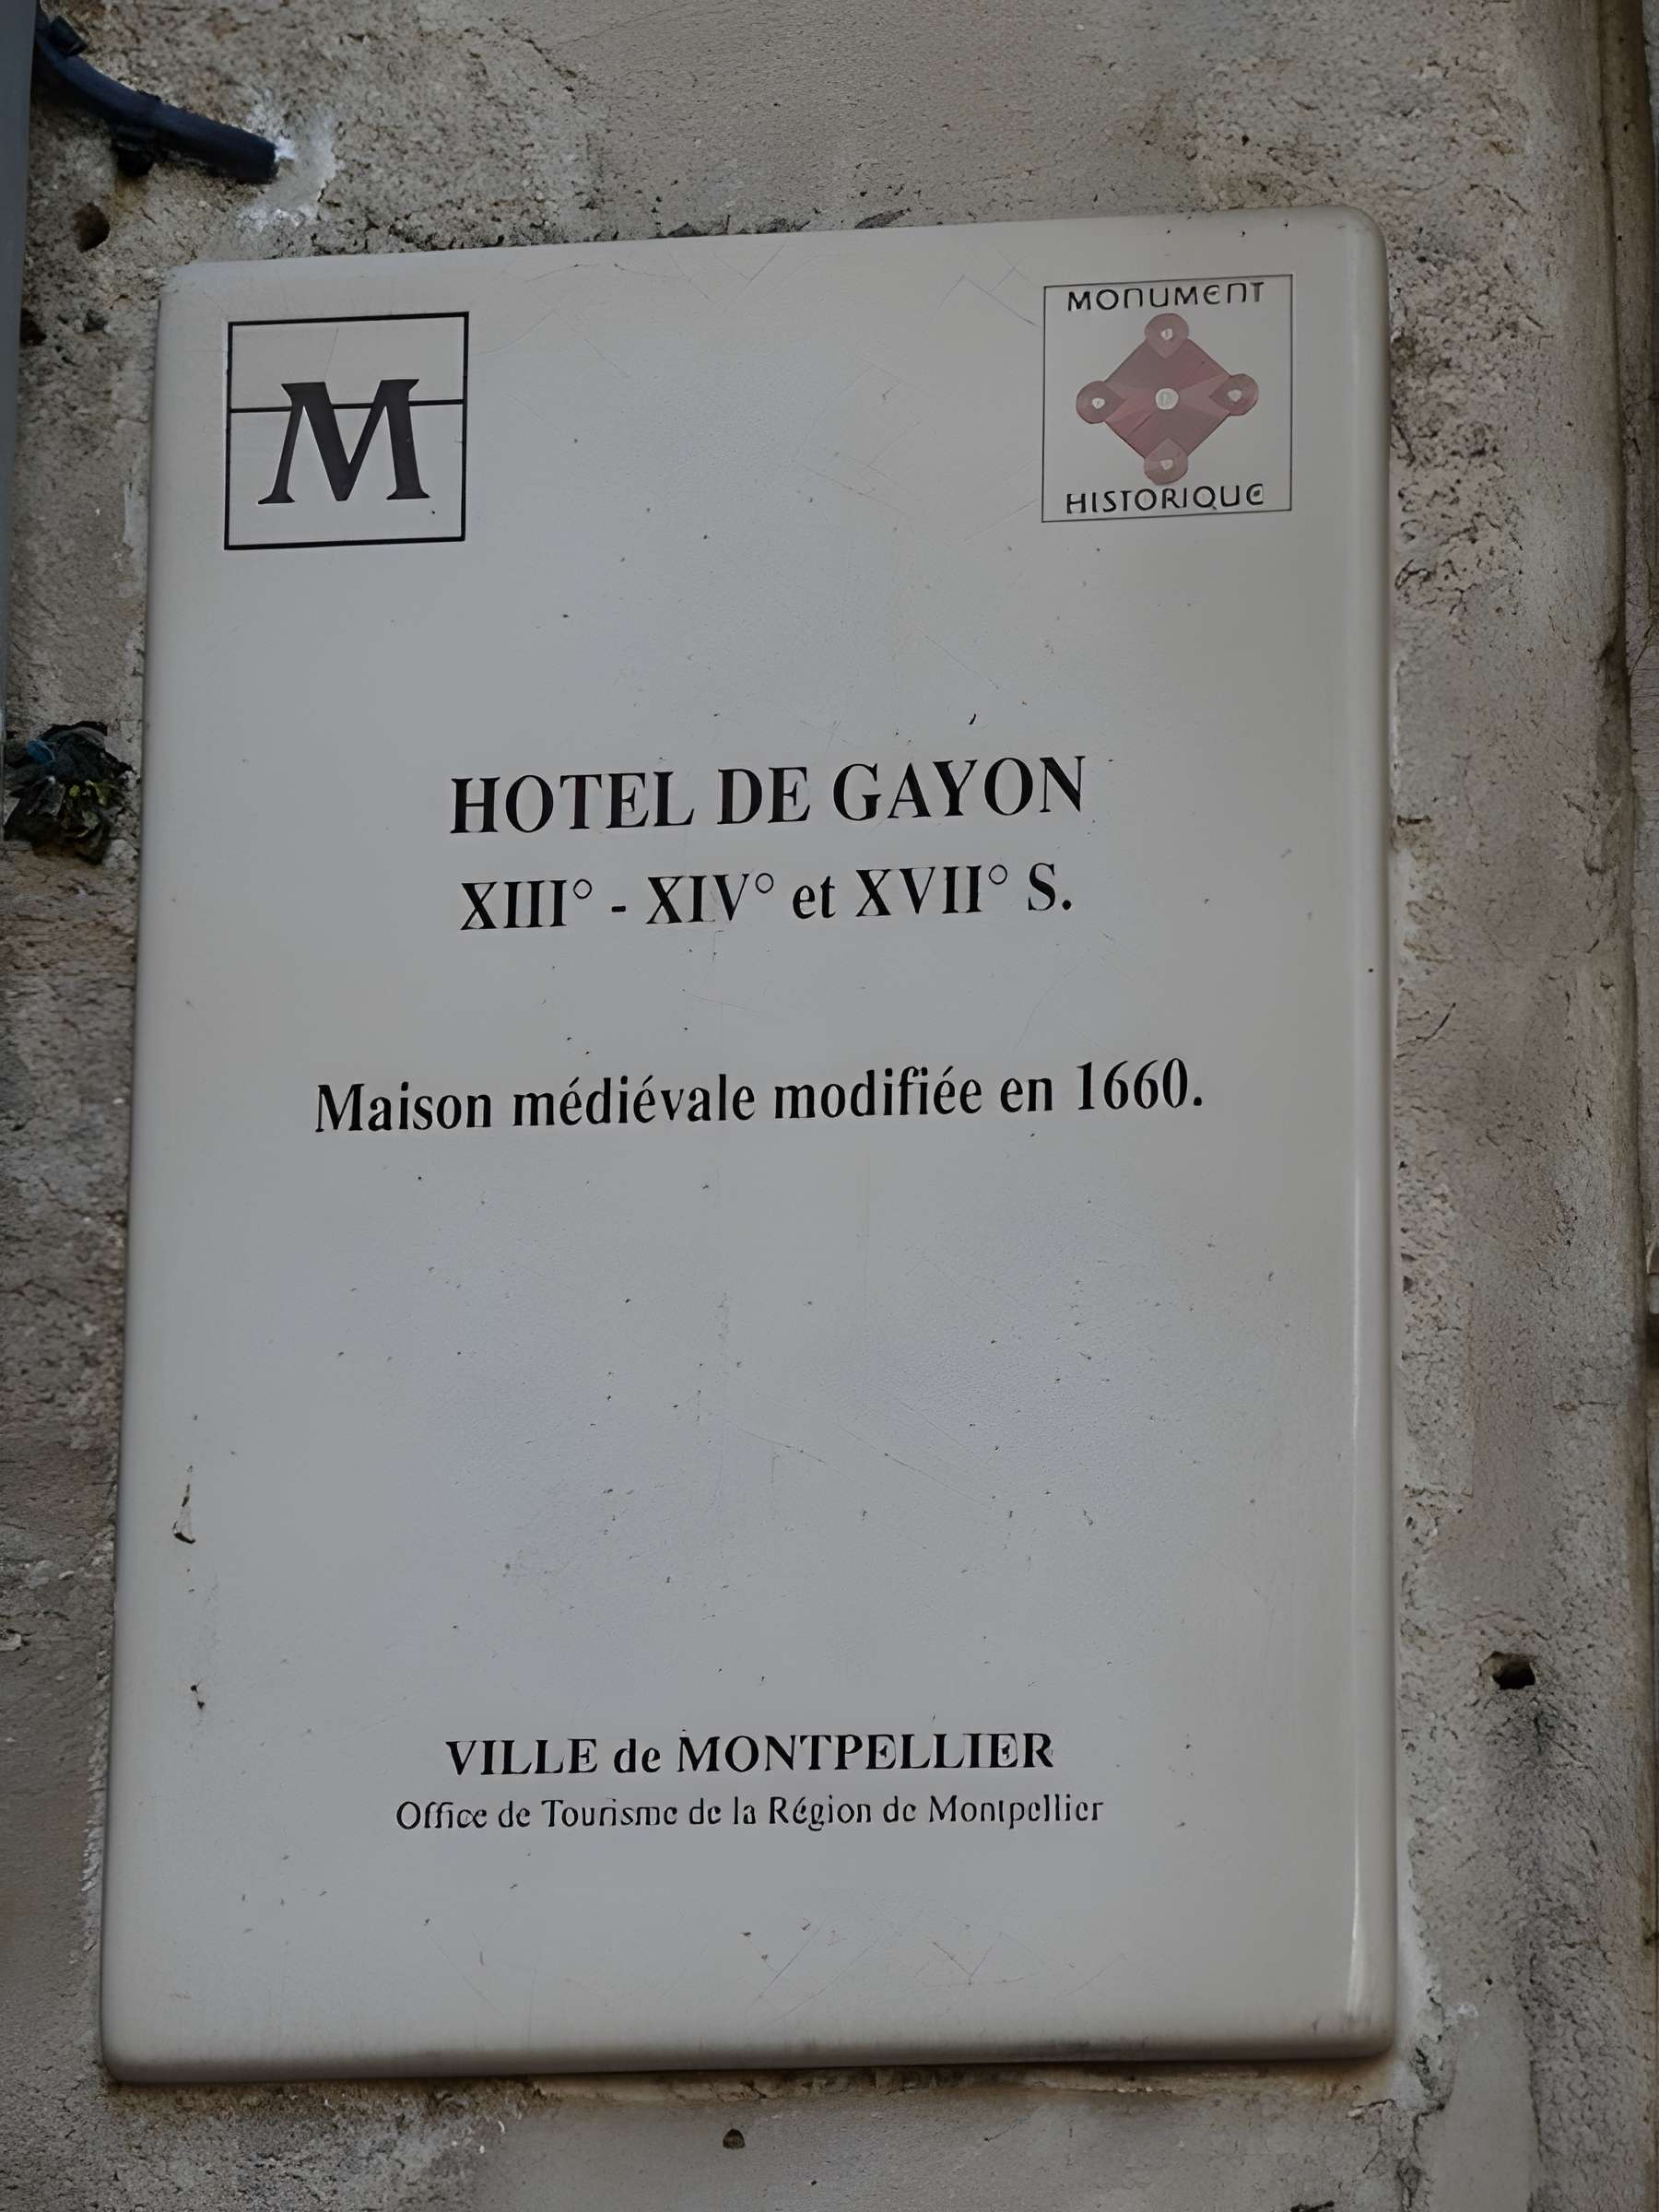 M
MONUMENT
HISTORIQUE
HOTEL DE GAYON
XIII° - XIV° et XVII° S.
Maison médiévale modifiée en 1660.
VILLE de MONTPELLIER
Office de Tourisme de la Région de Montpellier